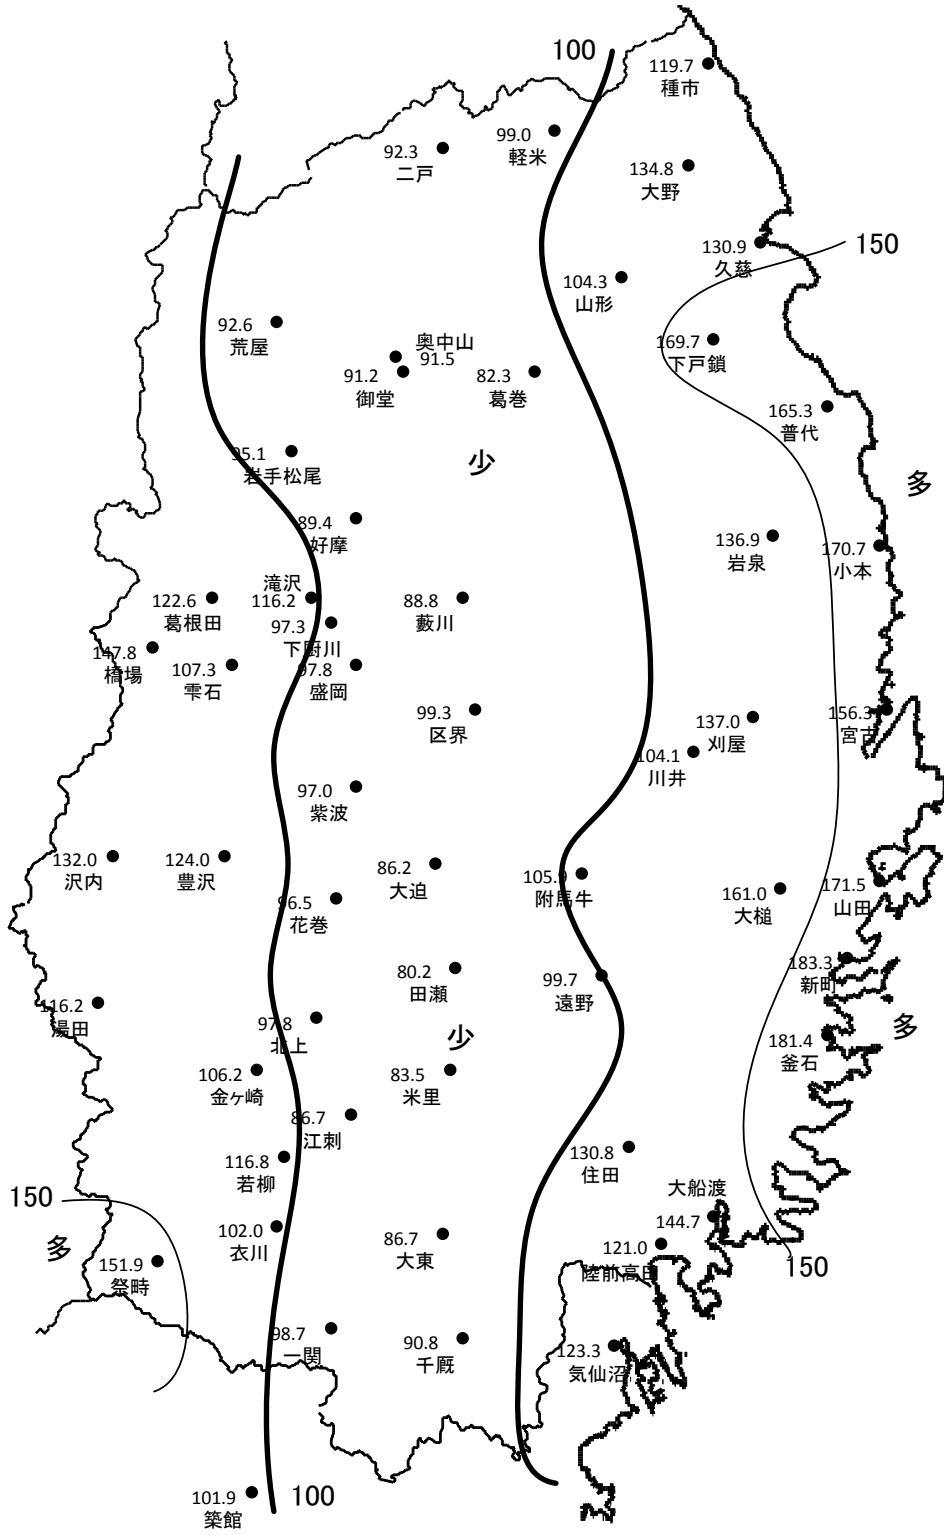 100
119.7
種市
99.0
軽米
92.3
二戸
134.8
大野
130.9
久慈
150
104.3
山形
92.6
荒屋
奥中山
91.5
91.2
御堂
82.3
葛巻
169.7
下戸鎖
165.3
普代
95.1
岩手松尾
少
多
89.4
好摩
136.9
岩泉
170.7
小本
滝沢
116.2
122.6
葛根田
88.8
藪川
97.3
下厨川
147.8
橋場
107.3
雫石
97.8
盛岡
99.3
区界
137.0
刈屋
156.3
宮古
104.1
川井
97.0
紫波
132.0
沢内
124.0
豊沢
86.2
大迫
105.9
附馬牛
161.0
大槌
171.5
山田
96.5
花巻
80.2
田瀬
99.7
遠野
183.3
新町
116.2
湯田
97.8
北上
少
多
181.4
釜石
106.2
金ヶ崎
83.5
米里
86.7
江刺
130.8
住田
116.8
若柳
150
大船渡
144.7
102.0
衣川
86.7
大東
121.0
陸前高田
多
151.9
祭畤
150
98.7
一関
90.8
千厩
123.3
気仙沼
101.9
築館
100